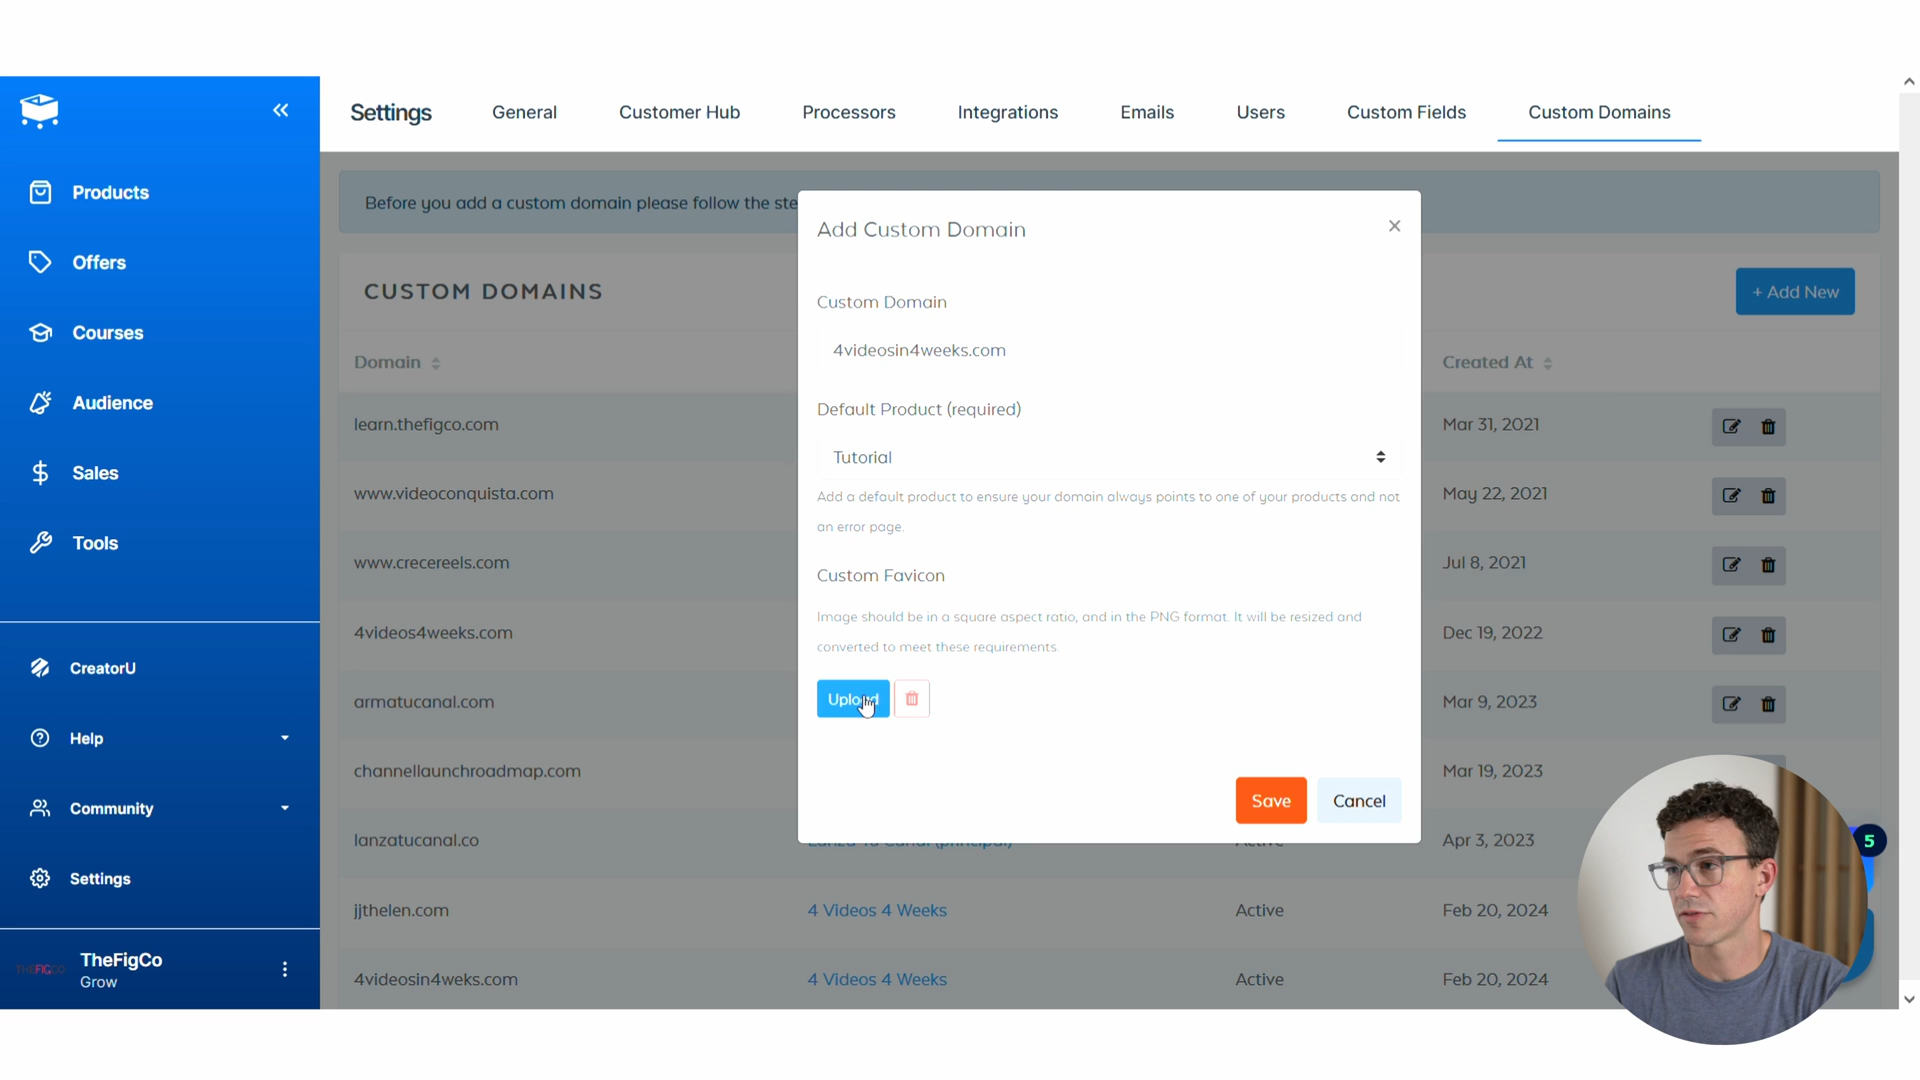 Settings
General
Customer Hub
Processors
Integrations
Emails
Users
Custom Fields
Custom Domains
Products
Offers
Courses
Audience
Sales
Tools
CreatorU
Help
Community
Settings
TheFigCo
Grow
Before you add a custom domain please follow the ste
CUSTOM DOMAINS
+ Add New
Domain
Created At
learn.thefigco.com
Mar 31, 2021
www.videoconquista.com
May 22, 2021
www.crecereels.com
Jul 8, 2021
4videos4weeks.com
Dec 19, 2022
armatucanal.com
Mar 9, 2023
channellaunchroadmap.com
Mar 19, 2023
lanzatucanal.co
Apr 3, 2023
jjthelen.com
4 Videos 4 Weeks
Active
Feb 20, 2024
4videosin4weks.com
4 Videos 4 Weeks
Active
Feb 20, 2024
Add Custom Domain
Custom Domain
4videosin4weeks.com
Default Product (required)
Tutorial
Add a default product to ensure your domain always points to one of your products and not
an error page.
Custom Favicon
Image should be in a square aspect ratio, and in the PNG format. It will be resized and
converted to meet these requirements.
Upload
Save
Cancel
5